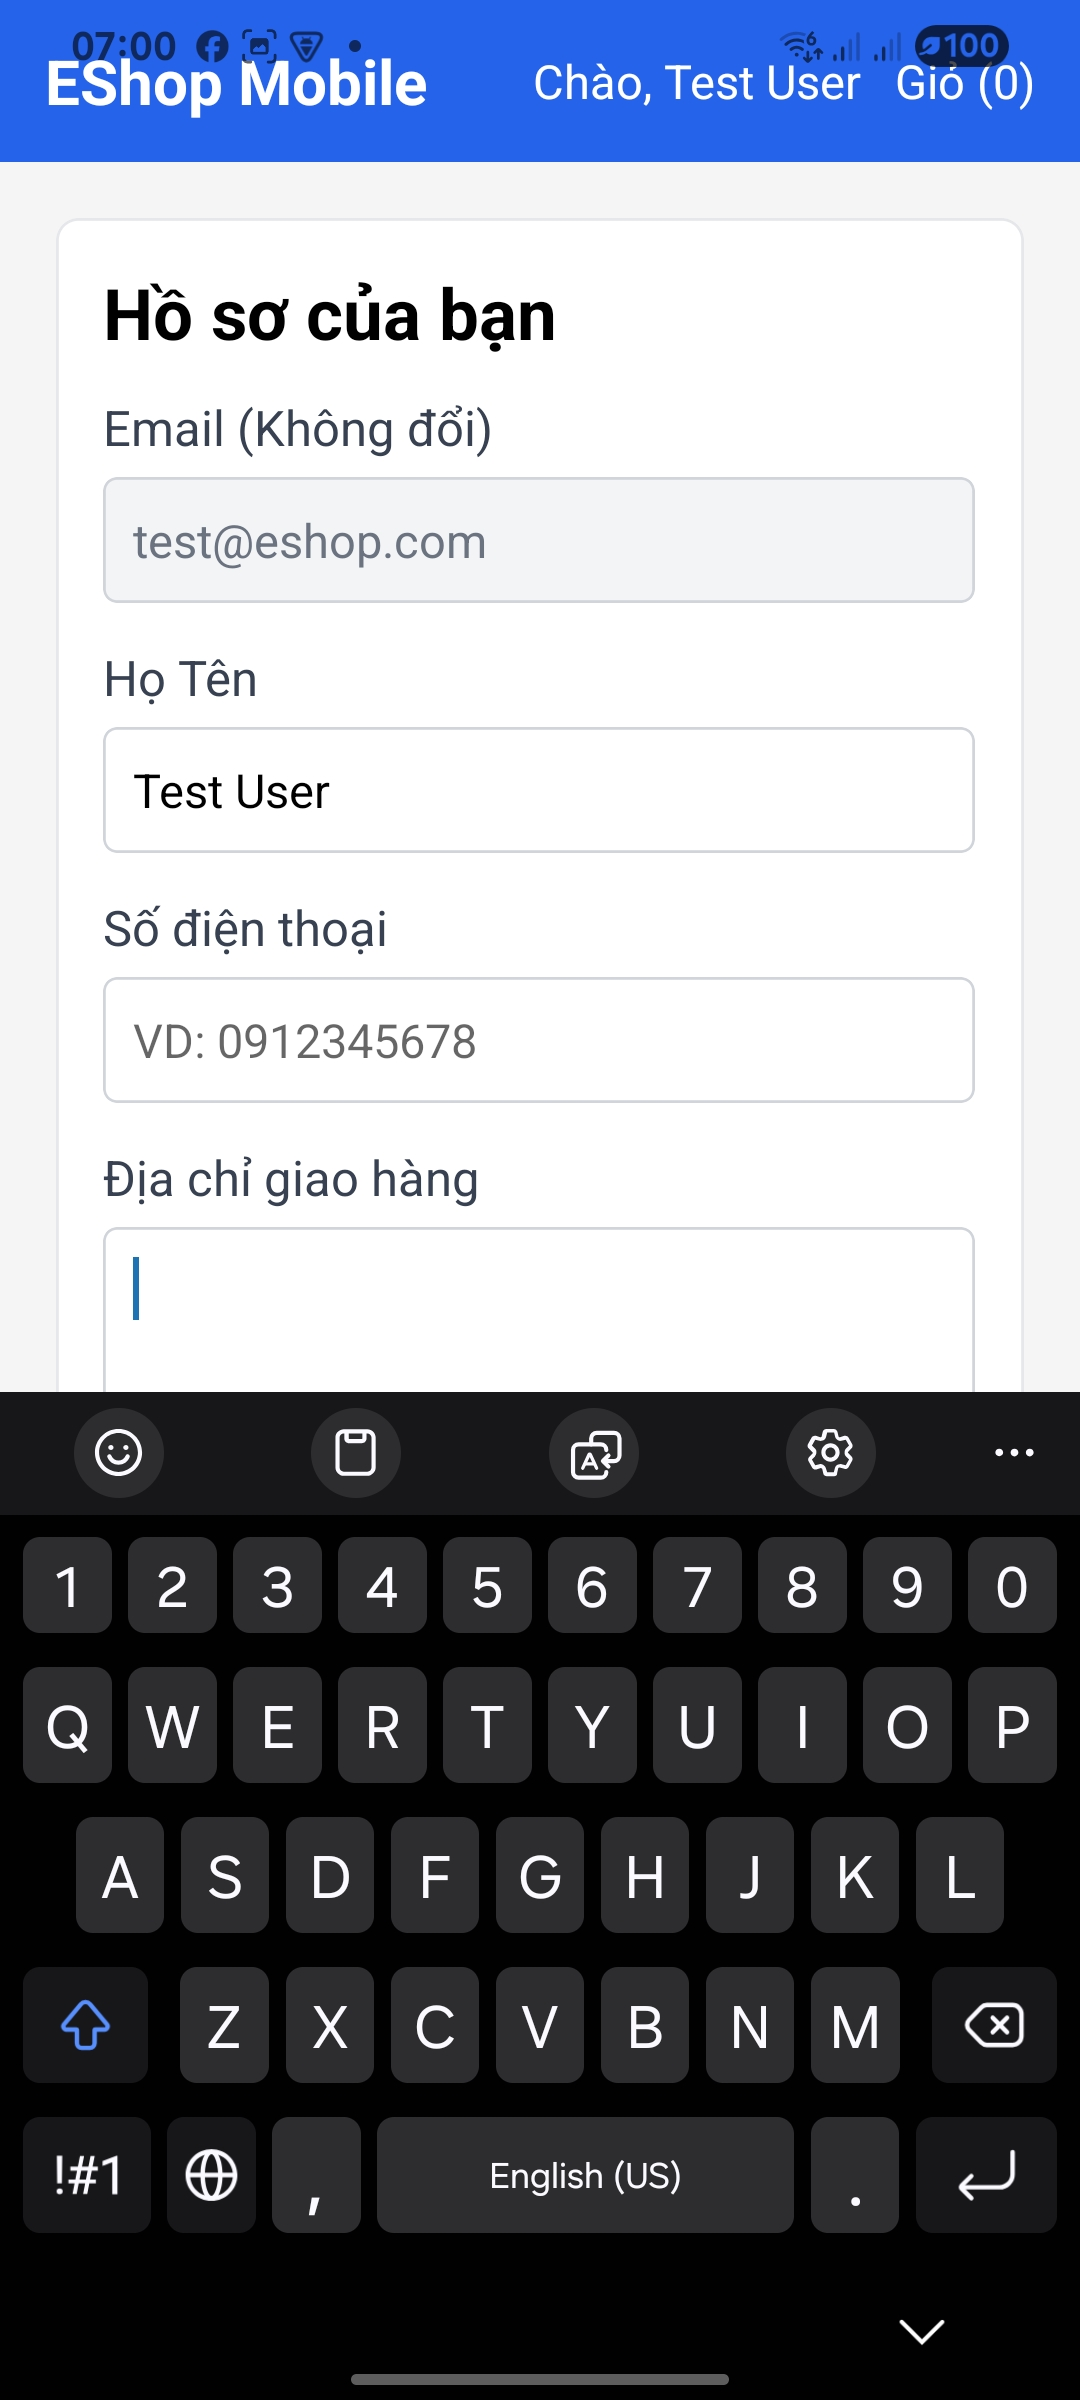 07:00
6
100
EShop Mobile
Chào, Test User
Giỏ (0)
Hồ sơ của bạn
Email (Không đổi)
test@eshop.com
Họ Tên
Test User
Số điện thoại
VD: 0912345678
Địa chỉ giao hàng
A
1 2 3 4 5 6 7 8 9 0
Q W E R T Y U I O P
A S D F G H J K L
Z X C V B N M
!#1 , English (US) .